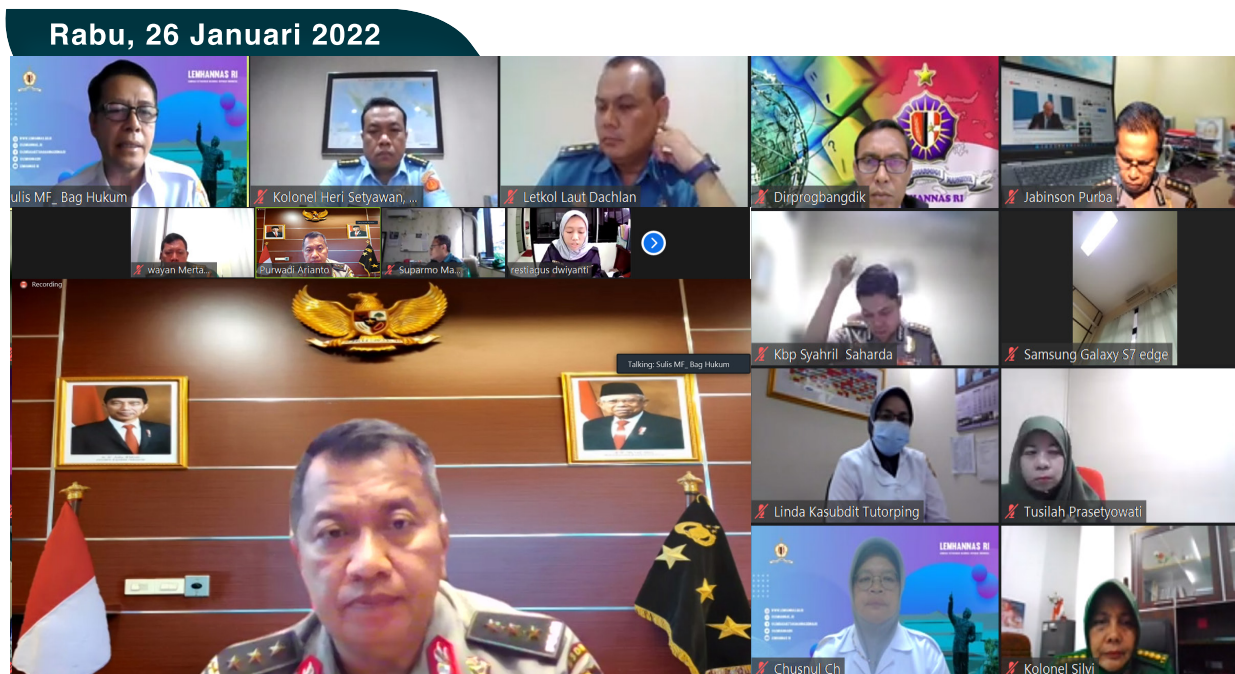 Rabu, 26 Januari 2022
LEMHANNAS RI
ulis MF_ Bag Hukum
Kolonel Heri Setyawan, ...
Letkol Laut Dachlan
HANNAS RI
Dirprogbangdik
Jabinson Purba
wayan Merta...
Purwadi Arianto
Suparmo Ma...
restiagus dwiyanti
Recording
Talking: Sulis MF_ Bag Hukum
Kbp Syahril Saharda
Samsung Galaxy S7 edge
Linda Kasubdit Tutorping
Tusilah Prasetyowati
LEMHANNAS RI
Chusnul Ch
Kolonel Silvi